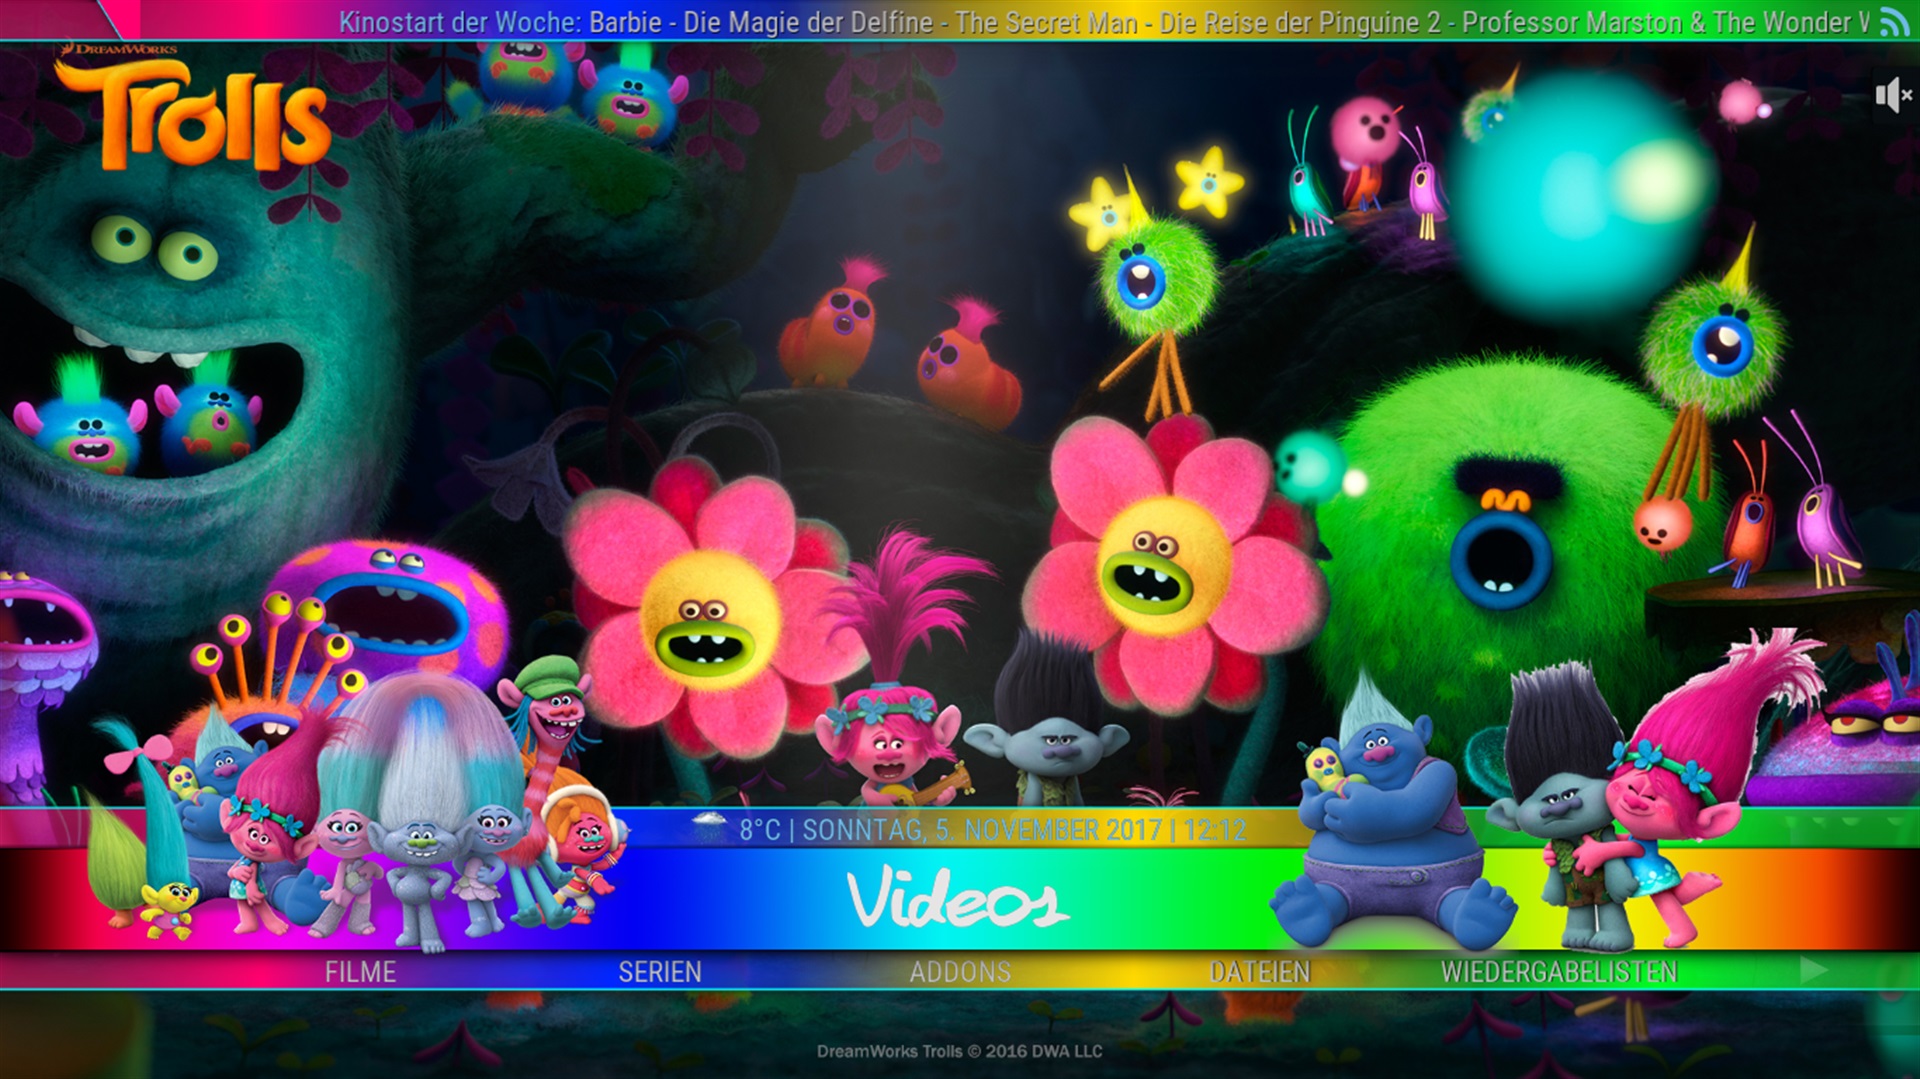 Kinostart der Woche: Barbie - Die Magie der Delfine - The Secret Man - Die Reise der Pinguine 2 - Professor Marston & The Wonder
DREAMWORKS
Trolls
8°C | SONNTAG, 5. NOVEMBER 2017 | 12:12
Videos
FILME SERIEN ADDONS DATEIEN WIEDERGABELISTEN
DreamWorks Trolls © 2016 DWA LLC